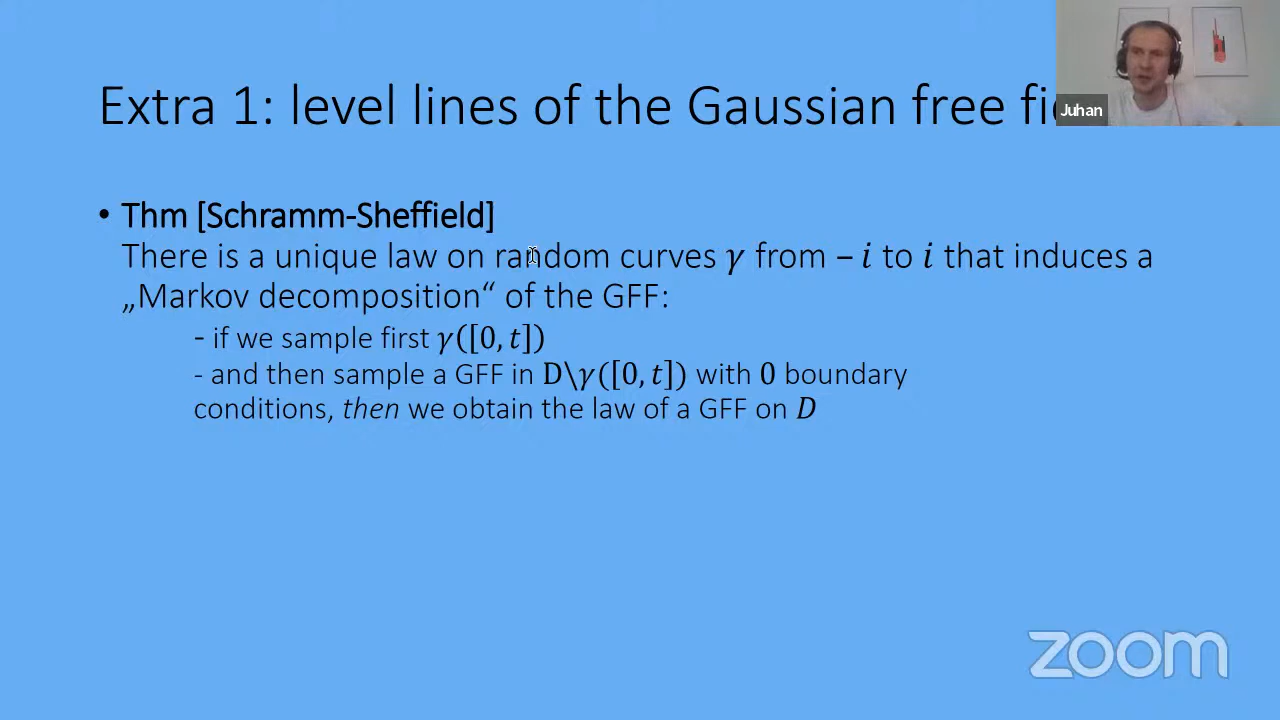 Extra 1: level lines of the Gaussian free
Juhan
• Thm [Schramm-Sheffield]
There is a unique law on random curves γ from – i to i that induces a
„Markov decomposition“ of the GFF:
- if we sample first γ([0, t])
- and then sample a GFF in D\γ([0, t]) with 0 boundary
conditions, then we obtain the law of a GFF on D
zoom